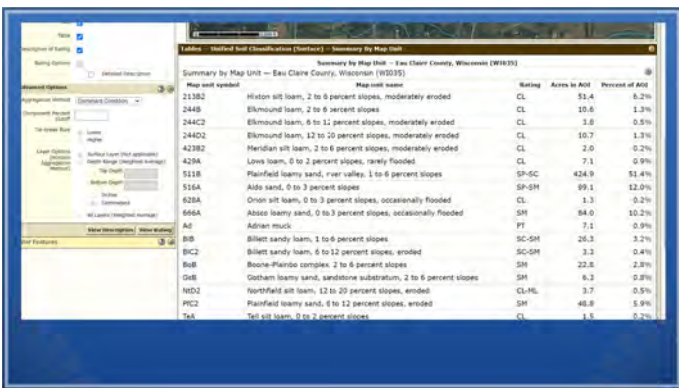 Table
Description of Rating
Rating Options
Detailed Description
Advanced Options
Aggregation Method
Dominant Condition
Component Percent Cutoff
Tie-break Rule
Lower
Higher
Layer Options (Horizon Aggregation Method)
Surface Layer (Not applicable)
Depth Range (Weighted Average)
Top Depth
Bottom Depth
Inches
Centimeters
All Layers (Weighted Average)
View Description View Rating
Tables — Unified Soil Classification (Surface) — Summary By Map Unit
Summary by Map Unit — Eau Claire County, Wisconsin (WI035)
Summary by Map Unit — Eau Claire County, Wisconsin (WI035)
Map unit symbol Map unit name Rating Acres in AOI Percent of AOI
213B2 Hixton silt loam, 2 to 6 percent slopes, moderately eroded CL 51.4 6.2%
244B Elkmound loam, 2 to 6 percent slopes CL 10.6 1.3%
244C2 Elkmound loam, 6 to 12 percent slopes, moderately eroded CL 3.8 0.5%
244D2 Elkmound loam, 12 to 20 percent slopes, moderately eroded CL 10.7 1.3%
423B2 Meridian silt loam, 2 to 6 percent slopes, moderately eroded CL 2.0 0.2%
429A Lows loam, 0 to 2 percent slopes, rarely flooded CL 7.1 0.9%
511B Plainfield loamy sand, river valley, 1 to 6 percent slopes SP-SC 424.9 51.4%
516A Aldo sand, 0 to 3 percent slopes SP-SM 99.1 12.0%
628A Orion silt loam, 0 to 3 percent slopes, occasionally flooded CL 1.3 0.2%
666A Absco loamy sand, 0 to 3 percent slopes, occasionally flooded SM 84.0 10.2%
Ad Adrian muck PT 7.1 0.9%
BlB Billett sandy loam, 1 to 6 percent slopes SC-SM 26.3 3.2%
BlC2 Billett sandy loam, 6 to 12 percent slopes, eroded SC-SM 3.3 0.4%
BoB Boone-Plainbo complex, 2 to 6 percent slopes SM 22.8 2.8%
GoB Gotham loamy sand, sandstone substratum, 2 to 6 percent slopes SM 6.3 0.8%
NtD2 Northfield silt loam, 12 to 20 percent slopes, eroded CL-ML 3.7 0.5%
PfC2 Plainfield loamy sand, 6 to 12 percent slopes, eroded SM 48.8 5.9%
TeA Tell silt loam, 0 to 2 percent slopes CL 1.5 0.2%